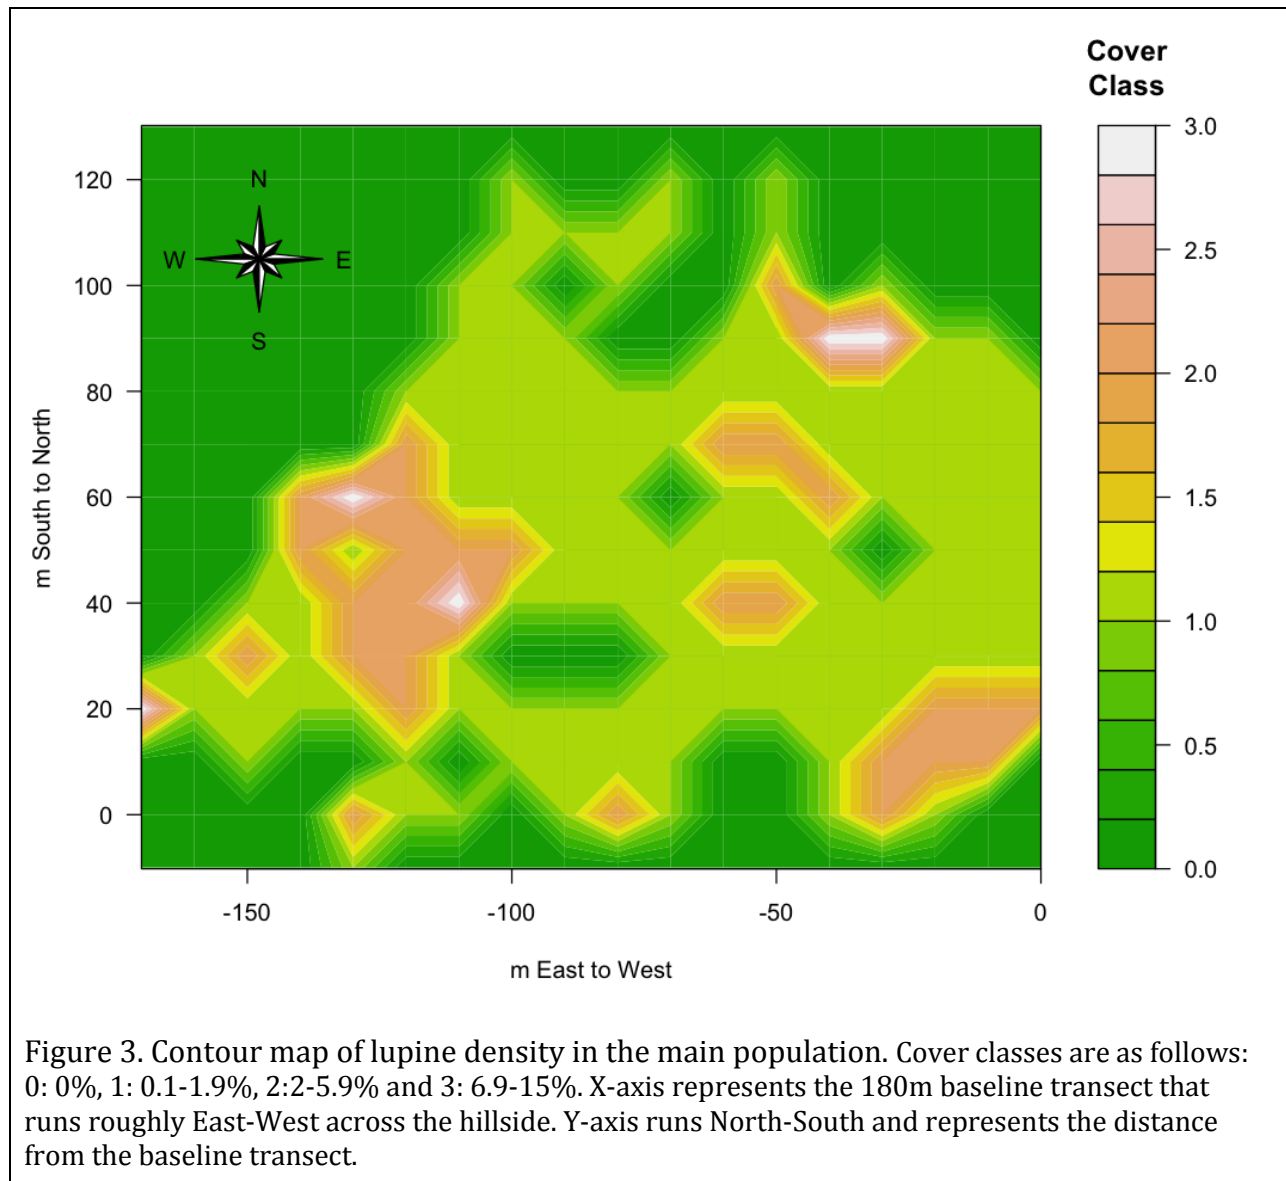 Cover
Class
3.0
N
120
2.5
W
E
100
S
2.0
80
m South to North
60
1.5
40
1.0
20
0.5
0
0.0
-150
-100
-50
0
m East to West
Figure 3. Contour map of lupine density in the main population. Cover classes are as follows:
0: 0%, 1: 0.1-1.9%, 2:2-5.9% and 3: 6.9-15%. X-axis represents the 180m baseline transect that
runs roughly East-West across the hillside. Y-axis runs North-South and represents the distance
from the baseline transect.